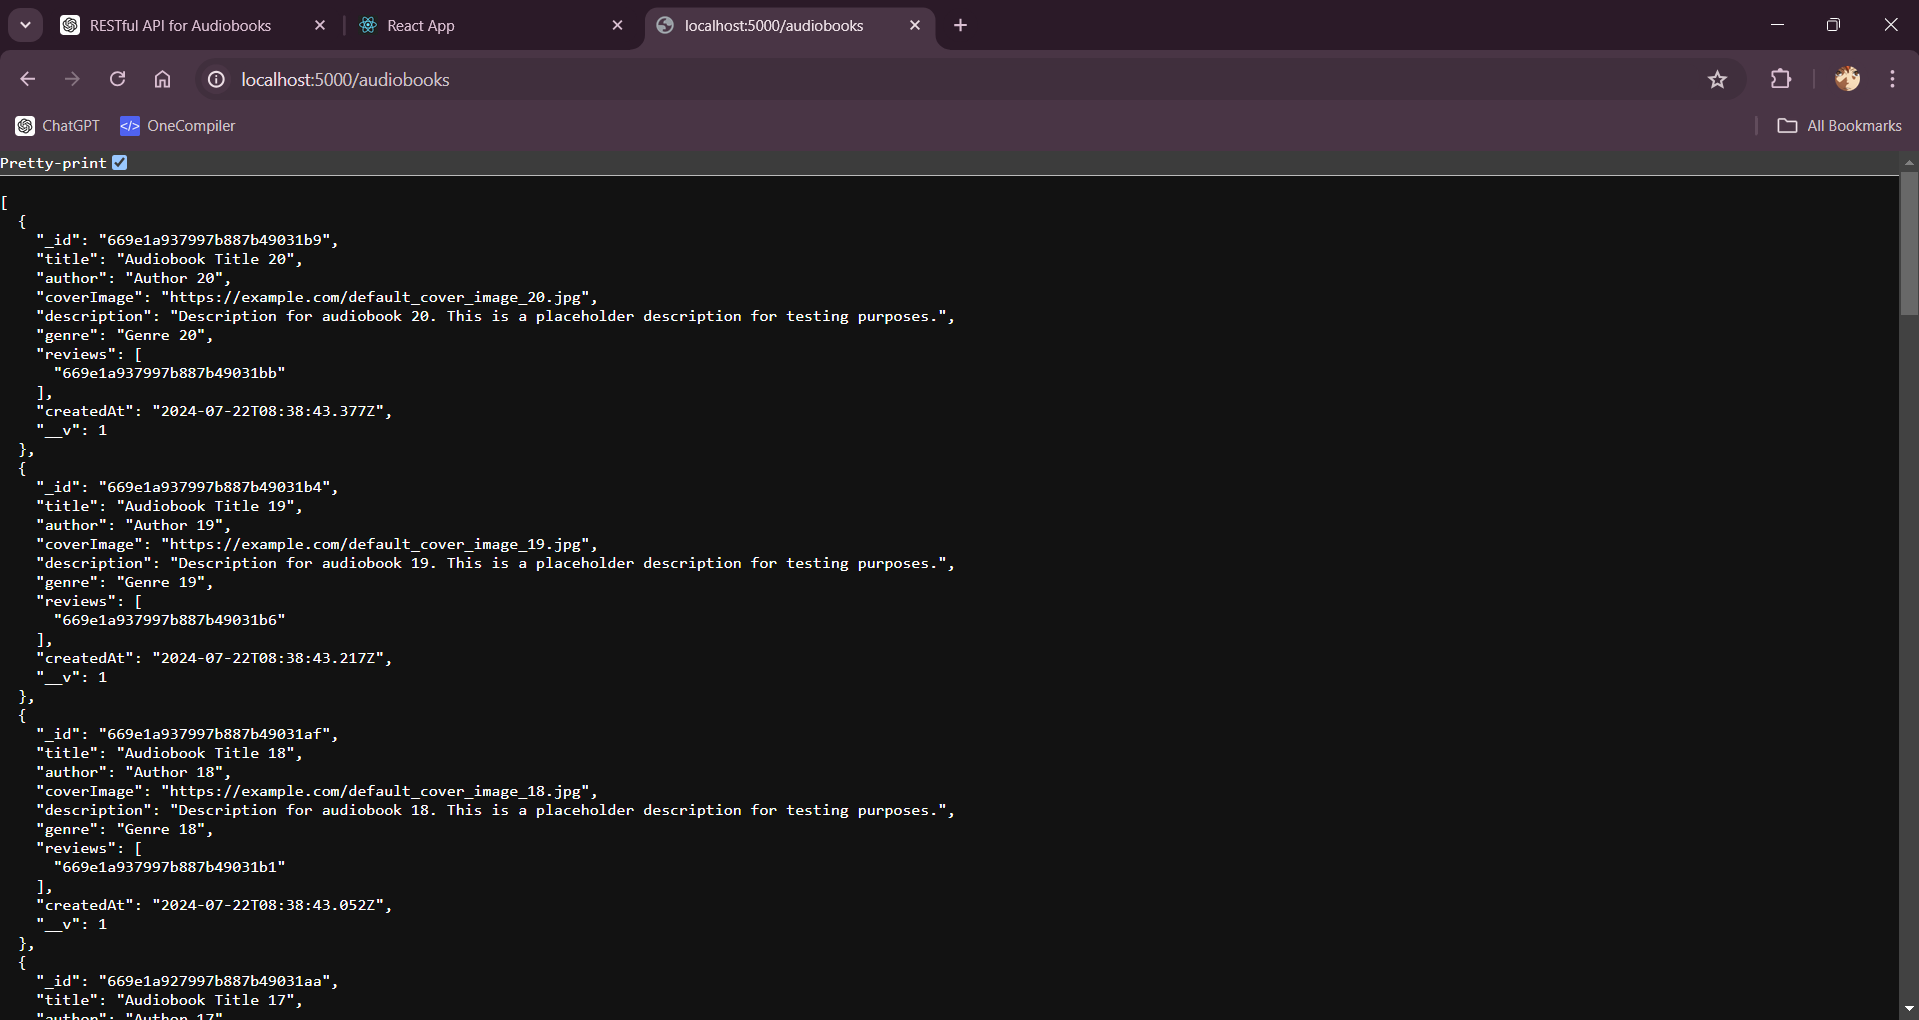 RESTful API for Audiobooks
React App
localhost:5000/audiobooks
localhost:5000/audiobooks
ChatGPT
</> OneCompiler
All Bookmarks
Pretty-print
[
  {
    "_id": "669e1a937997b887b49031b9",
    "title": "Audiobook Title 20",
    "author": "Author 20",
    "coverImage": "https://example.com/default_cover_image_20.jpg",
    "description": "Description for audiobook 20. This is a placeholder description for testing purposes.",
    "genre": "Genre 20",
    "reviews": [
      "669e1a937997b887b49031bb"
    ],
    "createdAt": "2024-07-22T08:38:43.377Z",
    "__v": 1
  },
  {
    "_id": "669e1a937997b887b49031b4",
    "title": "Audiobook Title 19",
    "author": "Author 19",
    "coverImage": "https://example.com/default_cover_image_19.jpg",
    "description": "Description for audiobook 19. This is a placeholder description for testing purposes.",
    "genre": "Genre 19",
    "reviews": [
      "669e1a937997b887b49031b6"
    ],
    "createdAt": "2024-07-22T08:38:43.217Z",
    "__v": 1
  },
  {
    "_id": "669e1a937997b887b49031af",
    "title": "Audiobook Title 18",
    "author": "Author 18",
    "coverImage": "https://example.com/default_cover_image_18.jpg",
    "description": "Description for audiobook 18. This is a placeholder description for testing purposes.",
    "genre": "Genre 18",
    "reviews": [
      "669e1a937997b887b49031b1"
    ],
    "createdAt": "2024-07-22T08:38:43.052Z",
    "__v": 1
  },
  {
    "_id": "669e1a927997b887b49031aa",
    "title": "Audiobook Title 17",
    "author": "Author 17"